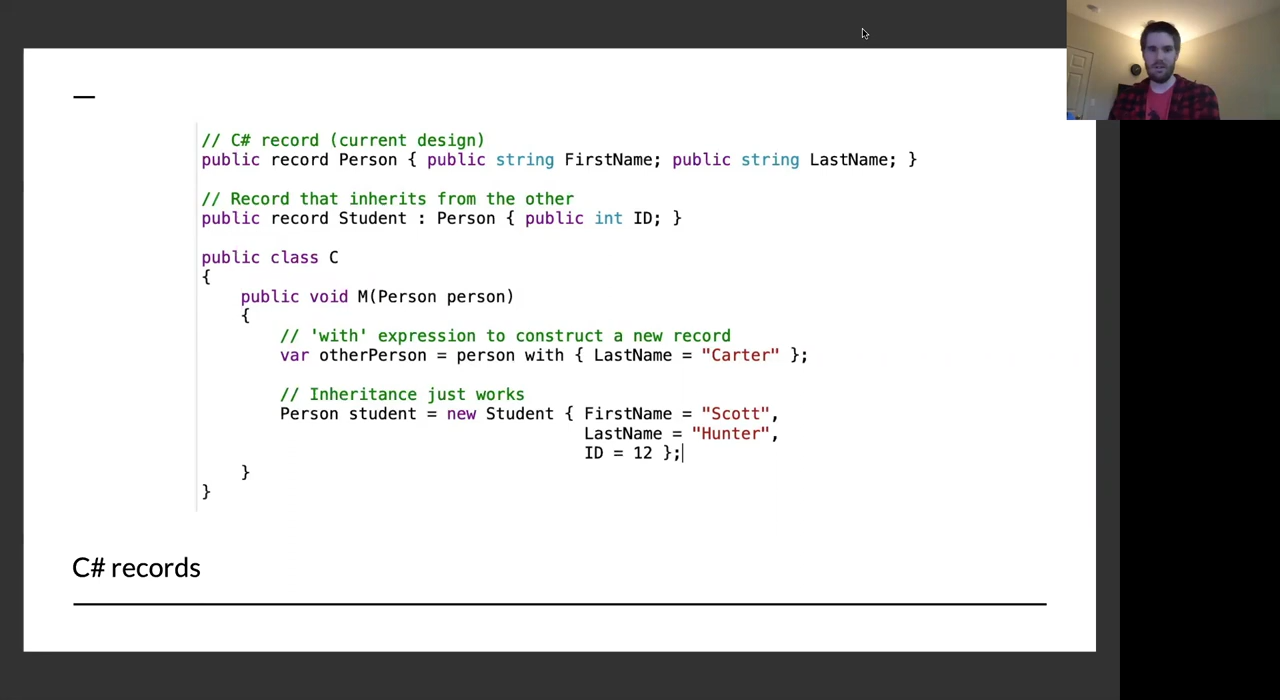 // C# record (current design)
public record Person { public string FirstName; public string LastName; }
// Record that inherits from the other
public record Student : Person { public int ID; }
public class C
{
    public void M(Person person)
    {
        // 'with' expression to construct a new record
        var otherPerson = person with { LastName = "Carter" };
        // Inheritance just works
        Person student = new Student { FirstName = "Scott",
                                       LastName = "Hunter",
                                       ID = 12 };
    }
}
C# records